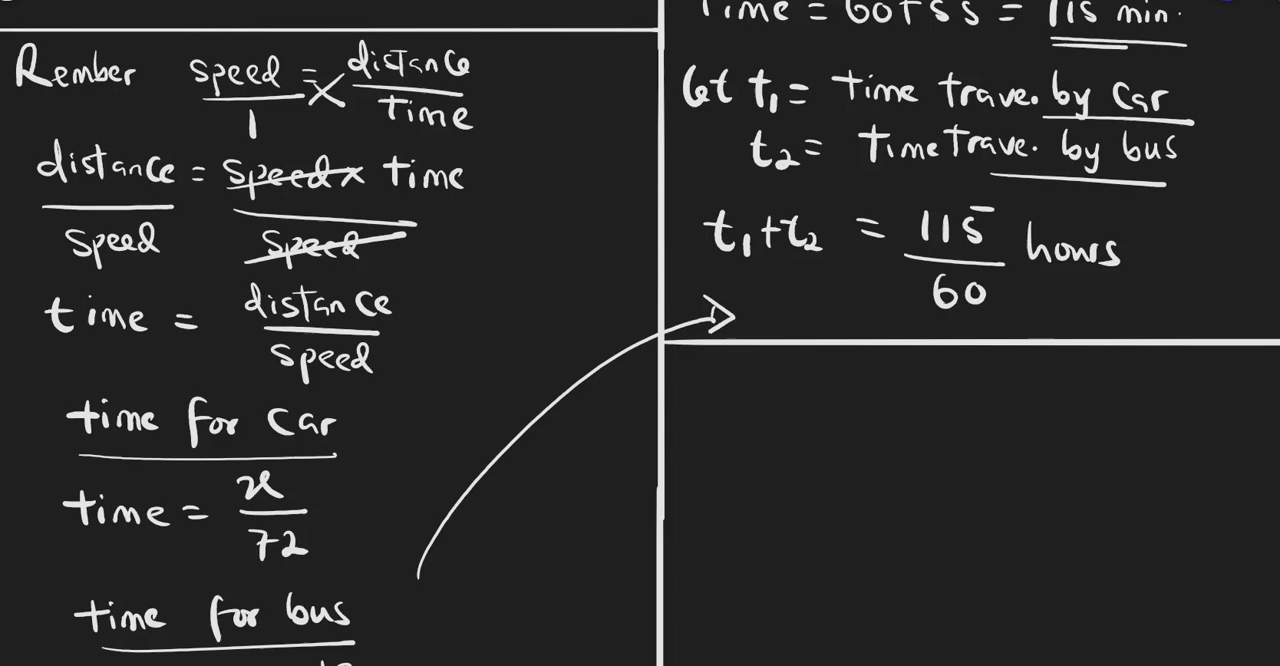 Rember speed/1 = distance/time
distance/speed = speed x time/speed
time = distance/speed
time for car
time = x/72
time for bus
Time = 60+55 = 115 min.
let t₁ = Time trave. by car
t₂ = Time trave. by bus
t₁+t₂ = 115/60 hours